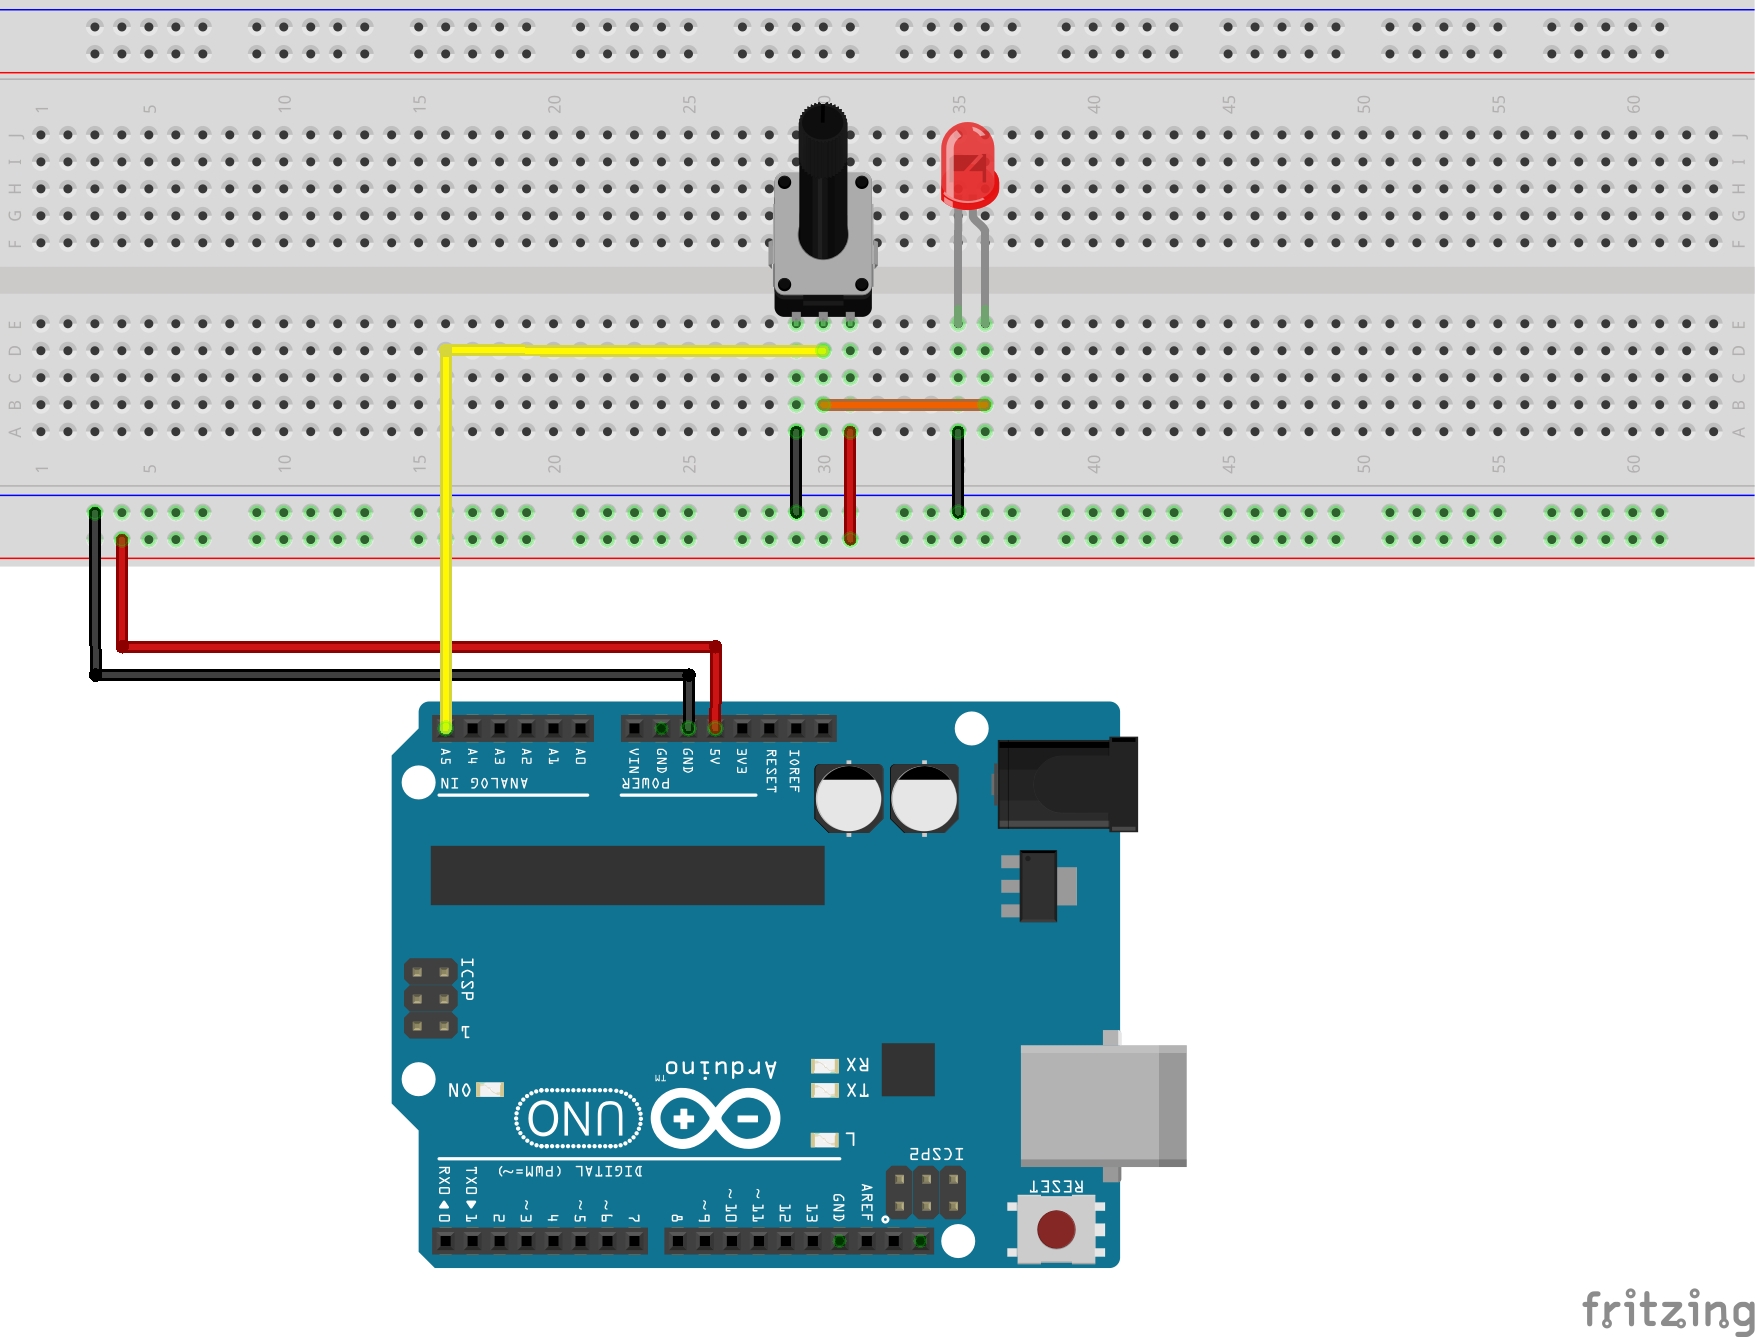 1 5 10 15 20 25 30 35 40 45 50 55 60
J J
I I
H H
G G
F F
E E
D D
C C
B B
A A
1 5 10 15 20 25 30 35 40 45 50 55 60
A5 A4 A3 A2 A1 A0 VIN GND GND 5V 3V3 RESET IOREF
ANALOG IN POWER
ICSP
1
Arduino™ RX
ON TX
UNO
L
ICSP2
DIGITAL (PWM=~)
RESET
RX0◀0 TX0▶1 2 ~3 4 ~5 ~6 7 8 ~9 ~10 ~11 12 13 GND AREF
fritzing